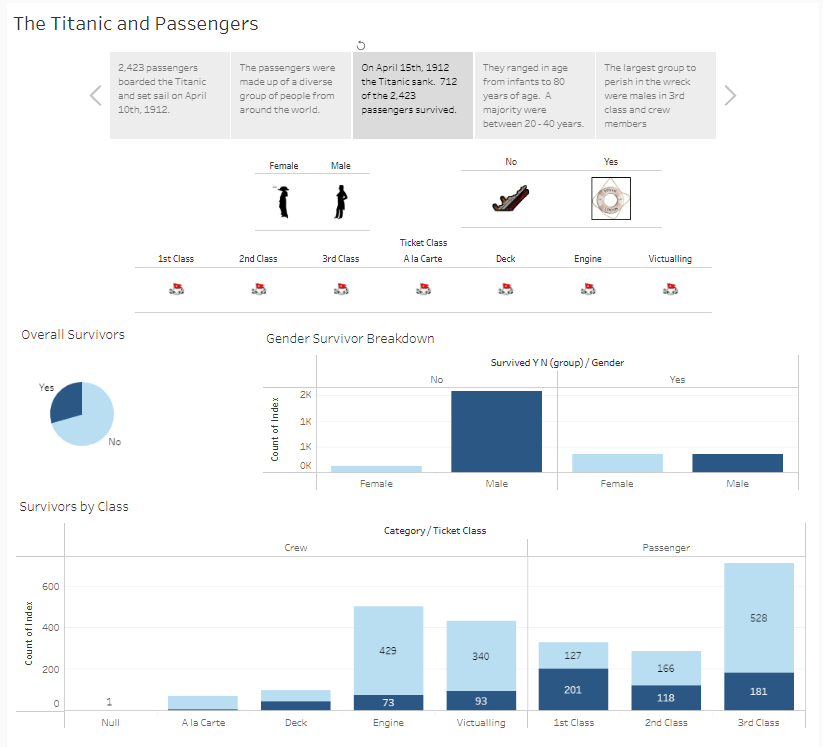 The Titanic and Passengers
2,423 passengers
boarded the Titanic
and set sail on April
10th, 1912.
The passengers were
made up of a diverse
group of people from
around the world.
On April 15th, 1912
the Titanic sank. 712
of the 2,423
passengers survived.
They ranged in age
from infants to 80
years of age. A
majority were
between 20 - 40 years.
The largest group to
perish in the wreck
were males in 3rd
class and crew
members
Female Male
No Yes
Ticket Class
1st Class 2nd Class 3rd Class A la Carte Deck Engine Victualling
Overall Survivors
Yes
No
Gender Survivor Breakdown
Survived Y N (group) / Gender
No Yes
Count of Index
2K
1K
1K
0K
Female Male Female Male
Survivors by Class
Category / Ticket Class
Crew Passenger
Count of Index
600
400
200
0
1
429
73
340
93
127
201
166
118
528
181
Null A la Carte Deck Engine Victualling 1st Class 2nd Class 3rd Class